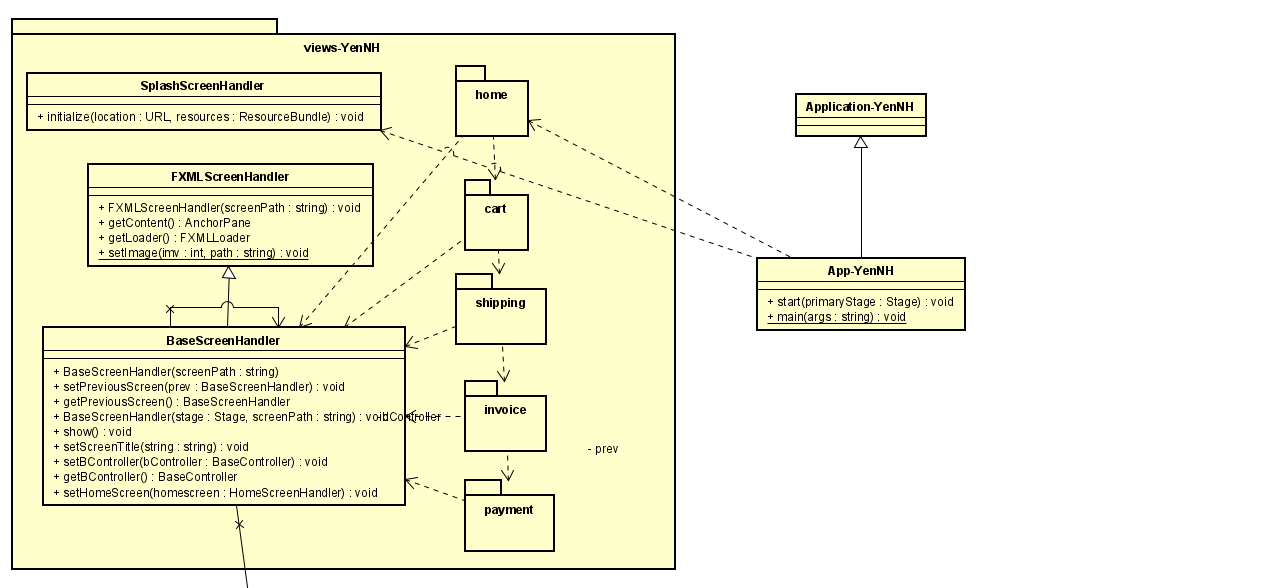 views-YenNH
SplashScreenHandler
+ initialize(location : URL, resources : ResourceBundle) : void
home
Application-YenNH
FXMLScreenHandler
+ FXMLScreenHandler(screenPath : string) : void
+ getContent() : AnchorPane
+ getLoader() : FXMLLoader
+ setImage(imv : int, path : string) : void
cart
App-YenNH
+ start(primaryStage : Stage) : void
+ main(args : string) : void
shipping
BaseScreenHandler
+ BaseScreenHandler(screenPath : string)
+ setPreviousScreen(prev : BaseScreenHandler) : void
+ getPreviousScreen() : BaseScreenHandler
+ BaseScreenHandler(stage : Stage, screenPath : string) : void
- bController
+ show() : void
+ setScreenTitle(string : string) : void
+ setBController(bController : BaseController) : void
+ getBController() : BaseController
+ setHomeScreen(homescreen : HomeScreenHandler) : void
invoice
- prev
payment